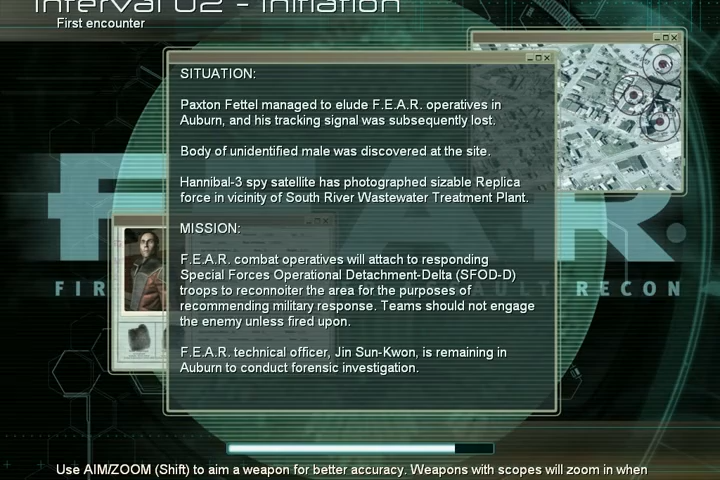 Interval 02 - Initiation
First encounter
SITUATION:
Paxton Fettel managed to elude F.E.A.R. operatives in
Auburn, and his tracking signal was subsequently lost.
Body of unidentified male was discovered at the site.
Hannibal-3 spy satellite has photographed sizable Replica
force in vicinity of South River Wastewater Treatment Plant.
MISSION:
F.E.A.R. combat operatives will attach to responding
Special Forces Operational Detachment-Delta (SFOD-D)
troops to reconnoiter the area for the purposes of
recommending military response. Teams should not engage
the enemy unless fired upon.
F.E.A.R. technical officer, Jin Sun-Kwon, is remaining in
Auburn to conduct forensic investigation.
F.E.A.R.
FIR AULT RECON
Use AIM/ZOOM (Shift) to aim a weapon for better accuracy. Weapons with scopes will zoom in when